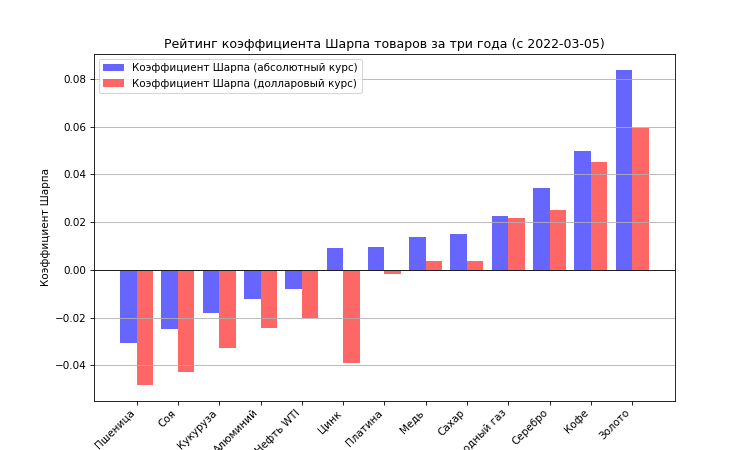 Рейтинг коэффициента Шарпа товаров за три года (с 2022-03-05)
Коэффициент Шарпа (абсолютный курс)
Коэффициент Шарпа (долларовый курс)
Коэффициент Шарпа
0.08
0.06
0.04
0.02
0.00
−0.02
−0.04
Пшеница
Соя
Кукуруза
Алюминий
Нефть WTI
Цинк
Платина
Медь
Сахар
одный газ
Серебро
Кофе
Золото